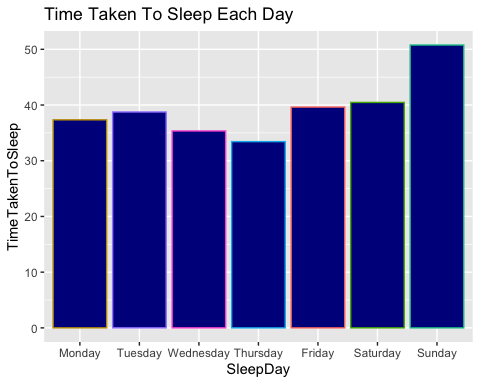 Time Taken To Sleep Each Day
TimeTakenToSleep
50
40
30
20
10
0
Monday Tuesday Wednesday Thursday Friday Saturday Sunday
SleepDay